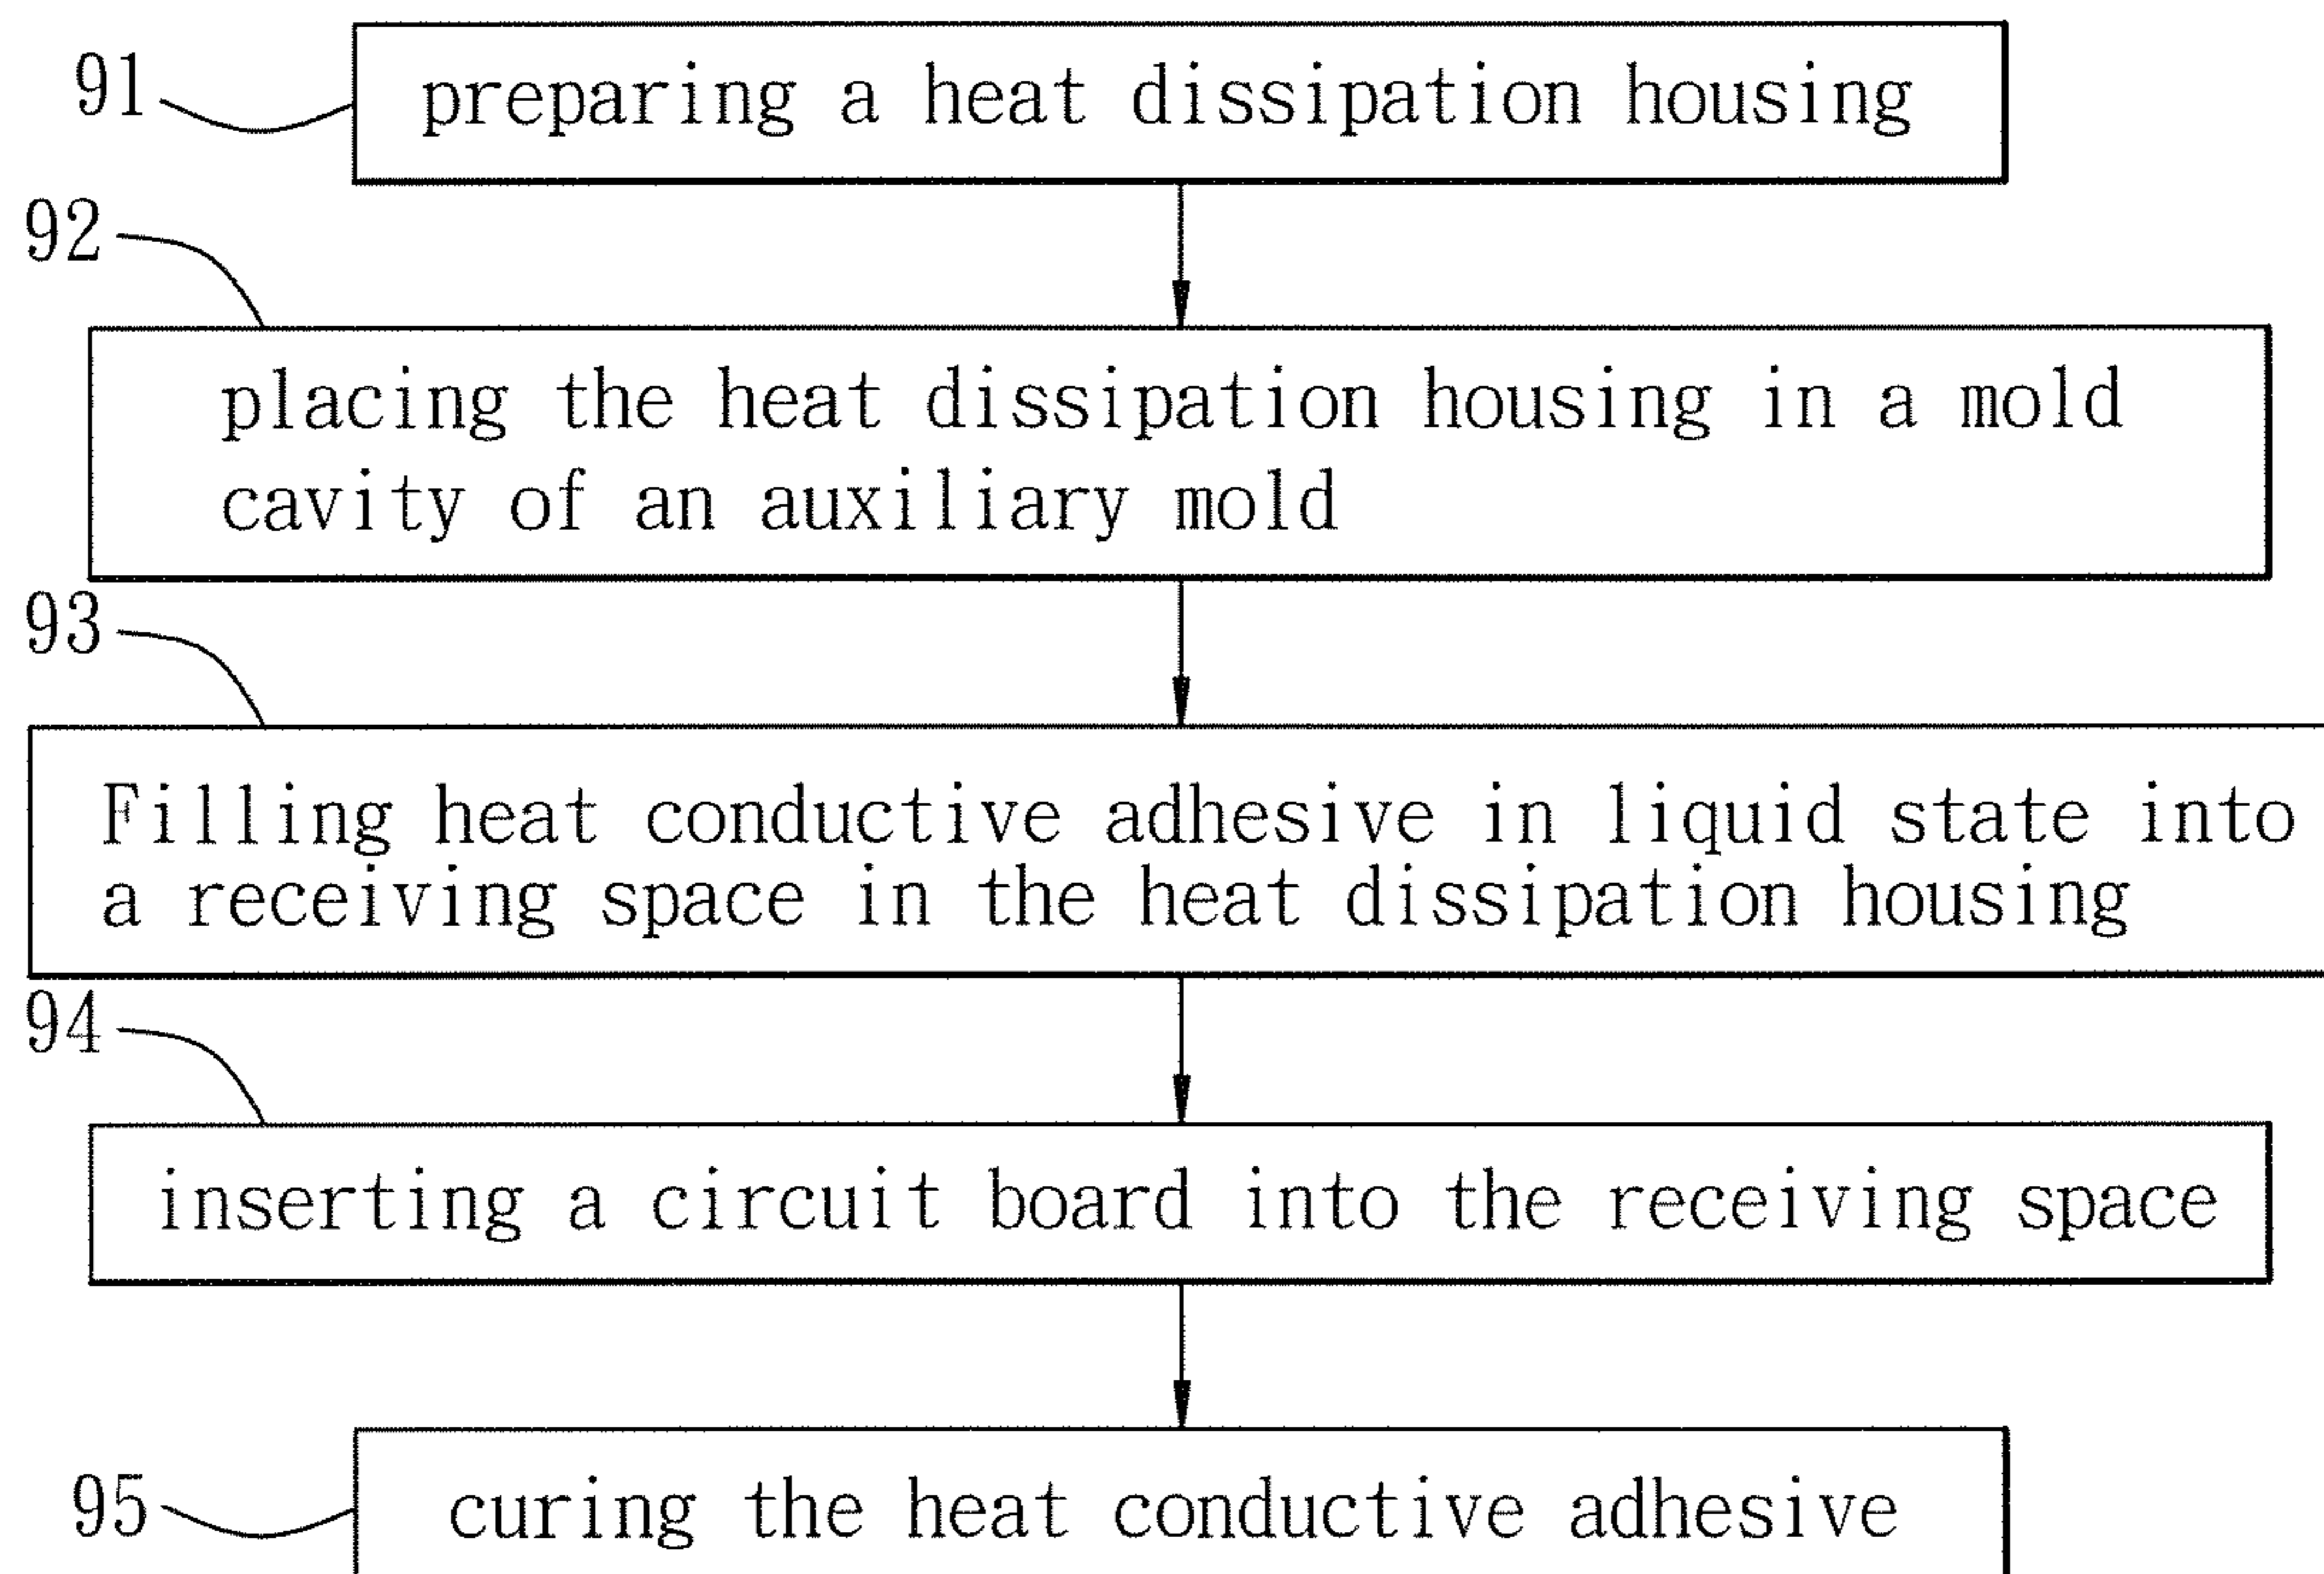 91
preparing a heat dissipation housing
92
placing the heat dissipation housing in a mold
cavity of an auxiliary mold
93
Filling heat conductive adhesive in liquid state into
a receiving space in the heat dissipation housing
94
inserting a circuit board into the receiving space
95
curing the heat conductive adhesive